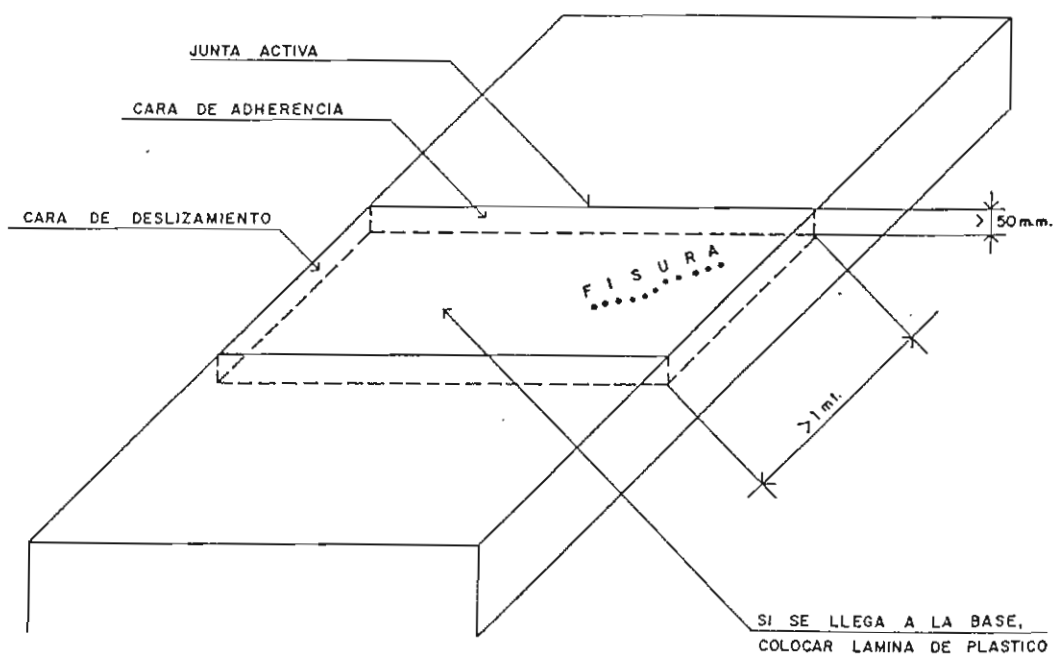 JUNTA ACTIVA
CARA DE ADHERENCIA
CARA DE DESLIZAMIENTO
> 50 m.m.
FISURA
>1 mt.
SI SE LLEGA A LA BASE,
COLOCAR LAMINA DE PLASTICO